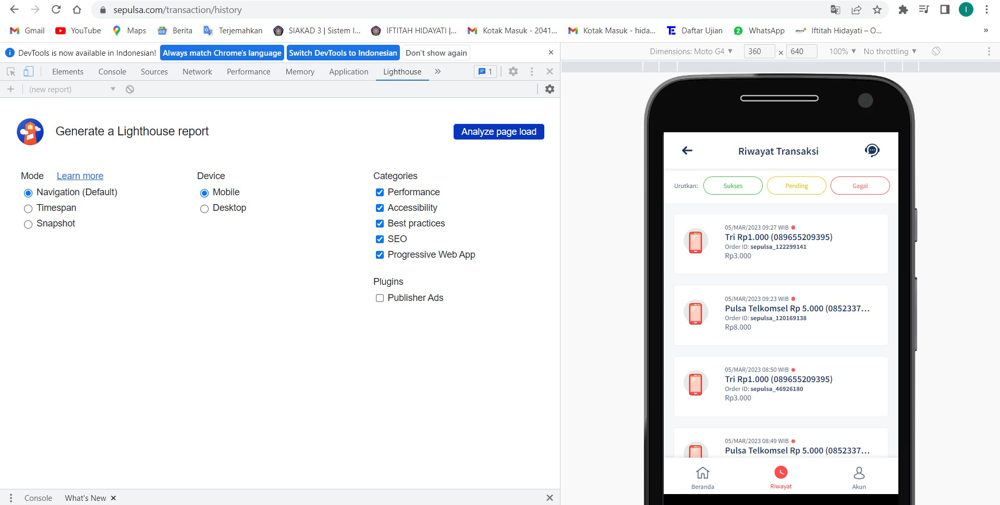 sepulsa.com/transaction/history
Gmail YouTube Maps Berita Terjemahkan SIAKAD 3 | Sistem I... IFTITAH HIDAYATI |... Kotak Masuk - 2041... Kotak Masuk - hida... Daftar Ujian WhatsApp Iftitah Hidayati – O... »
DevTools is now available in Indonesian! Always match Chrome's language Switch DevTools to Indonesian Don't show again
Dimensions: Moto G4 360 × 640 100% No throttling
Elements Console Sources Network Performance Memory Application Lighthouse » 1
(new report)
Generate a Lighthouse report
Analyze page load
Mode Learn more
Navigation (Default)
Timespan
Snapshot
Device
Mobile
Desktop
Categories
Performance
Accessibility
Best practices
SEO
Progressive Web App
Plugins
Publisher Ads
Console What's New
Riwayat Transaksi
Urutkan: Sukses Pending Gagal
05/MAR/2023 09:27 WIB
Tri Rp1.000 (089655209395)
Order ID: sepulsa_122299141
Rp3.000
05/MAR/2023 09:23 WIB
Pulsa Telkomsel Rp 5.000 (0852337...
Order ID: sepulsa_120169138
Rp8.000
05/MAR/2023 08:50 WIB
Tri Rp1.000 (089655209395)
Order ID: sepulsa_46926180
Rp3.000
05/MAR/2023 08:49 WIB
Pulsa Telkomsel Rp 5.000 (0852337...
Beranda Riwayat Akun